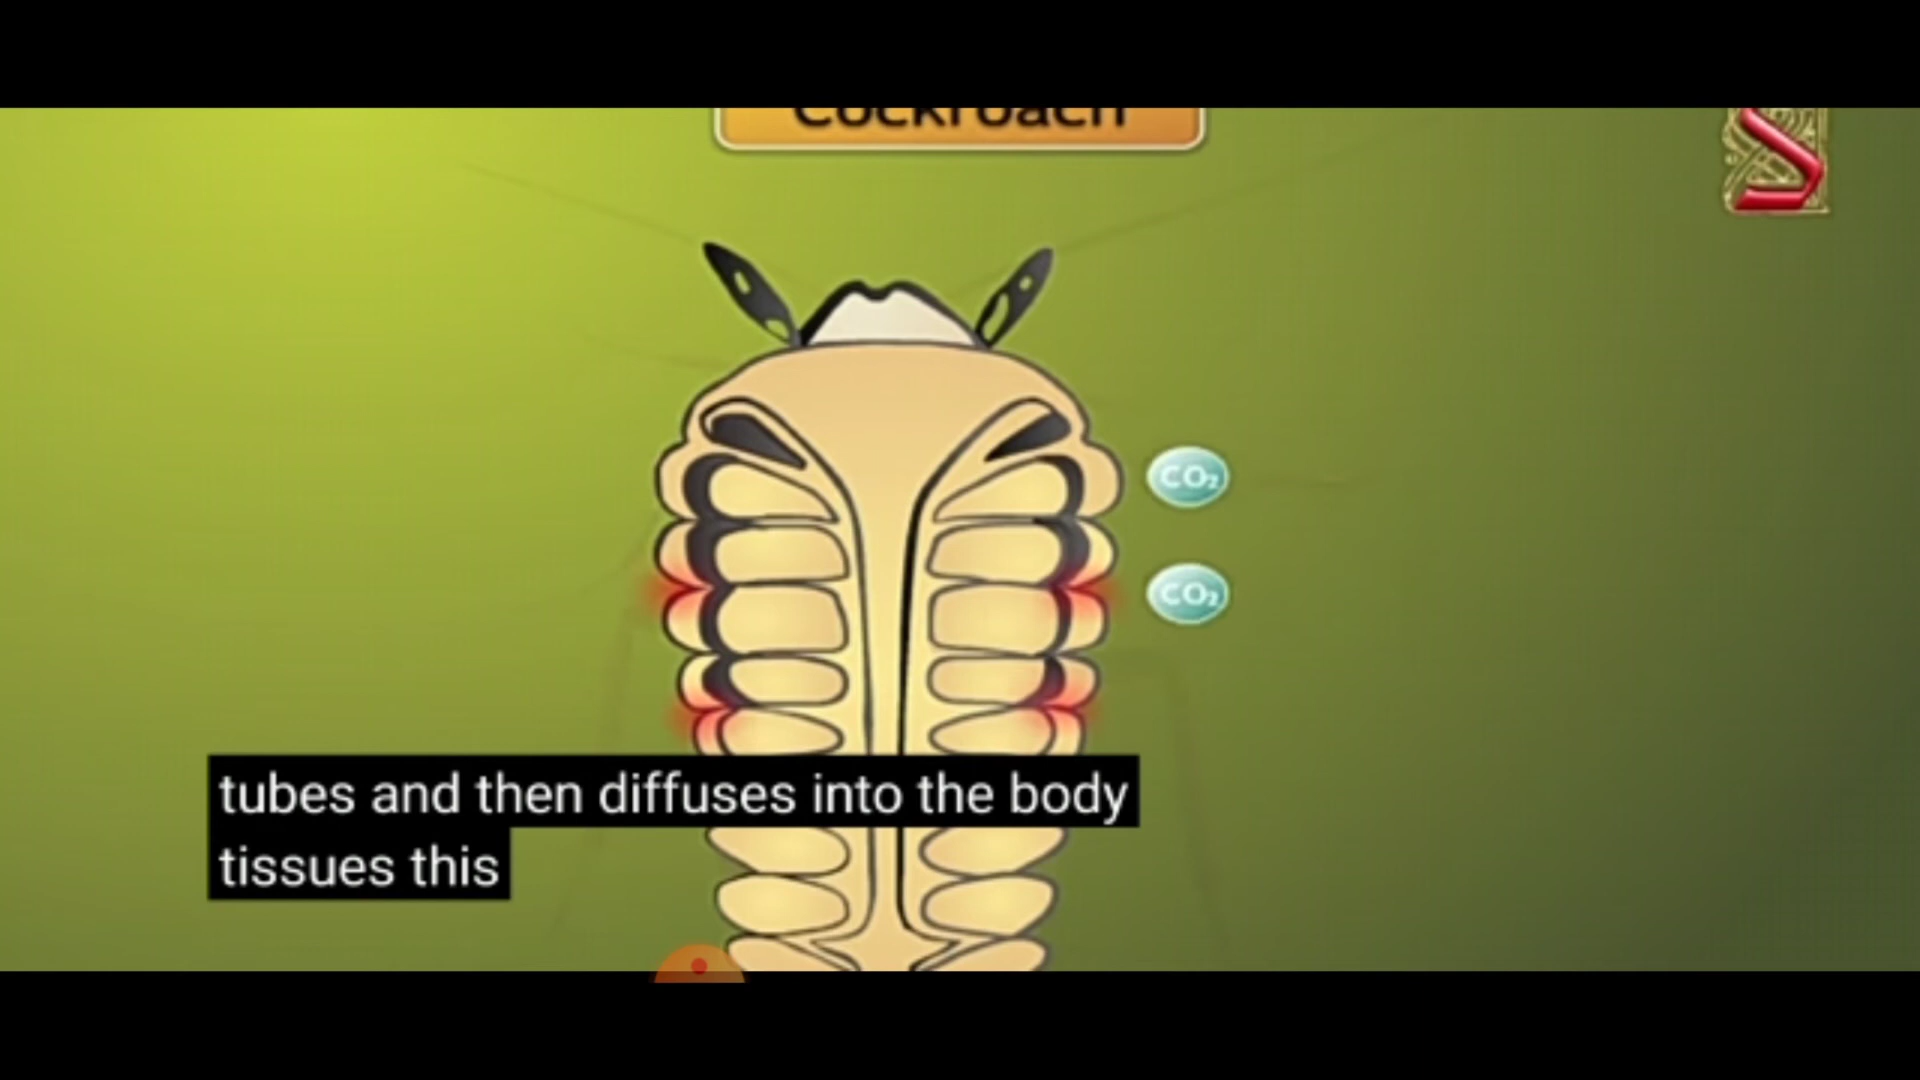 Cockroach
CO₂
CO₂
tubes and then diffuses into the body
tissues this